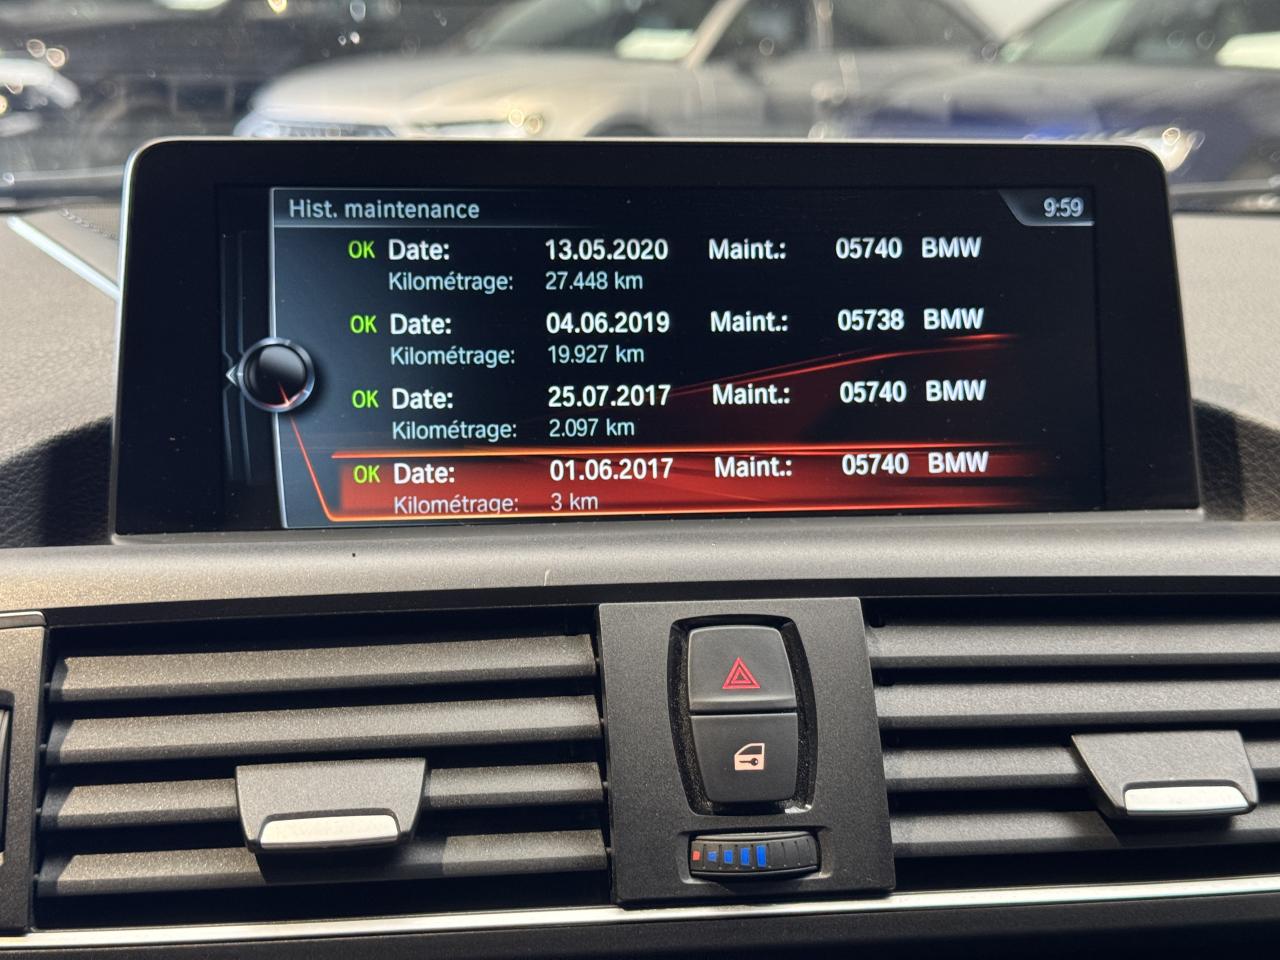 Hist. maintenance 9:59
OK Date: 13.05.2020 Maint.: 05740 BMW
Kilométrage: 27.448 km
OK Date: 04.06.2019 Maint.: 05738 BMW
Kilométrage: 19.927 km
OK Date: 25.07.2017 Maint.: 05740 BMW
Kilométrage: 2.097 km
OK Date: 01.06.2017 Maint.: 05740 BMW
Kilométrage: 3 km